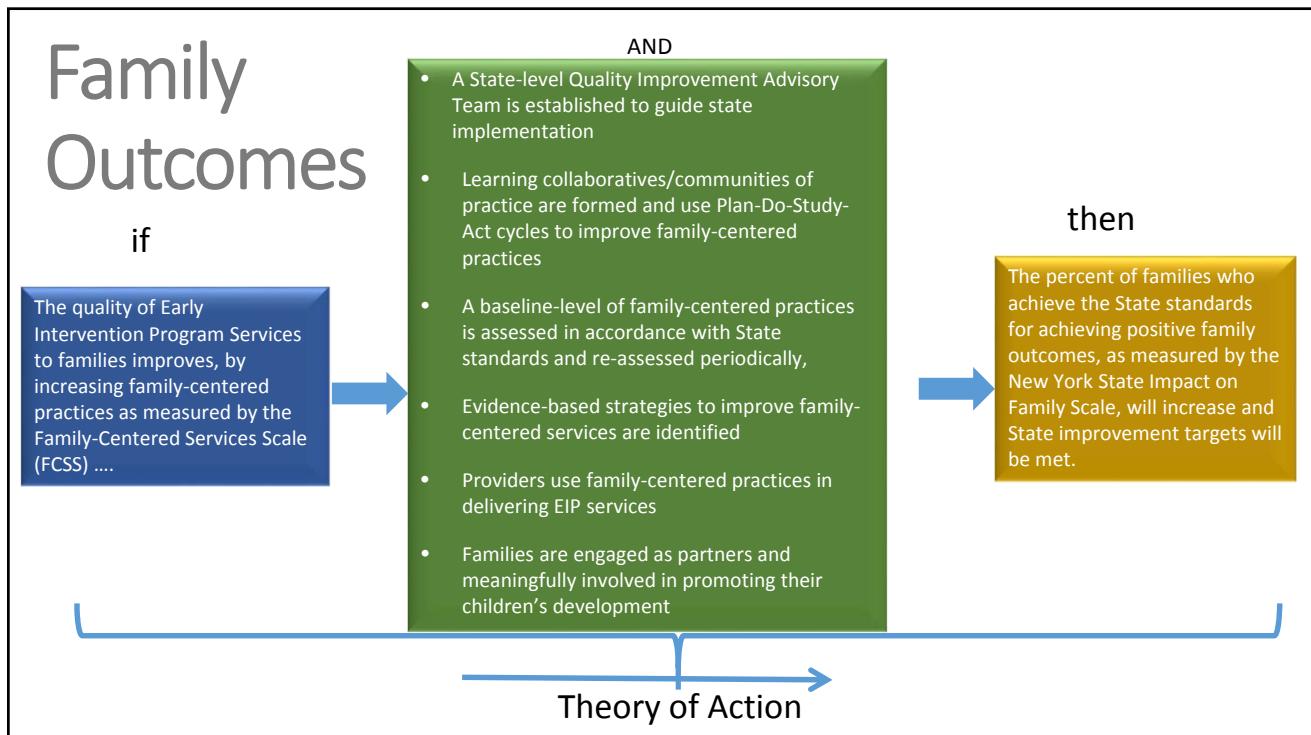 Family
Outcomes
if
The quality of Early
Intervention Program Services
to families improves, by
increasing family-centered
practices as measured by the
Family-Centered Services Scale
(FCSS) ....
AND
• A State-level Quality Improvement Advisory
Team is established to guide state
implementation
• Learning collaboratives/communities of
practice are formed and use Plan-Do-Study-
Act cycles to improve family-centered
practices
• A baseline-level of family-centered practices
is assessed in accordance with State
standards and re-assessed periodically,
• Evidence-based strategies to improve family-
centered services are identified
• Providers use family-centered practices in
delivering EIP services
• Families are engaged as partners and
meaningfully involved in promoting their
children’s development
then
The percent of families who
achieve the State standards
for achieving positive family
outcomes, as measured by the
New York State Impact on
Family Scale, will increase and
State improvement targets will
be met.
Theory of Action